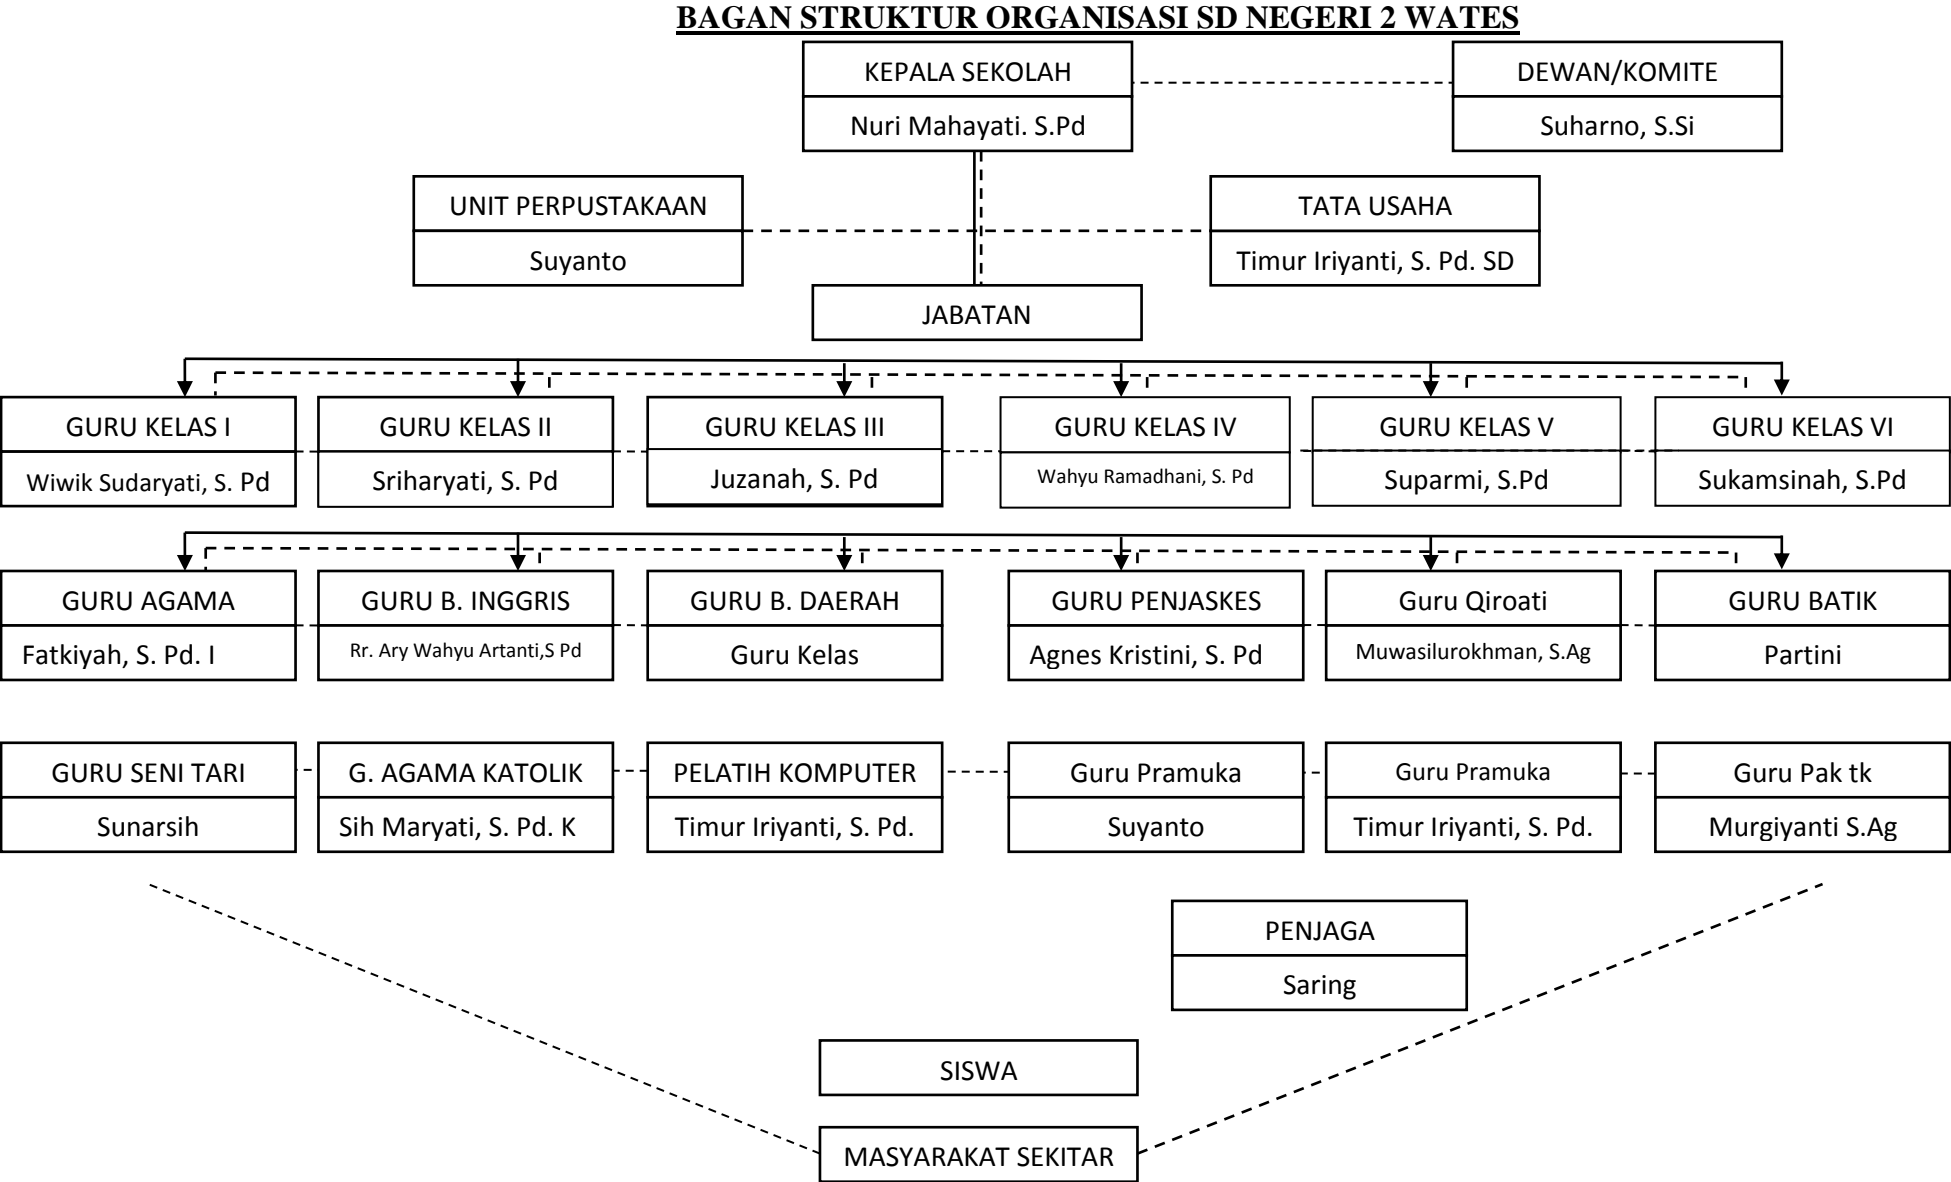 BAGAN STRUKTUR ORGANISASI SD NEGERI 2 WATES
KEPALA SEKOLAH
Nuri Mahayati. S.Pd
DEWAN/KOMITE
Suharno, S.Si
UNIT PERPUSTAKAAN
Suyanto
TATA USAHA
Timur Iriyanti, S. Pd. SD
JABATAN
GURU KELAS I
Wiwik Sudaryati, S. Pd
GURU KELAS II
Sriharyati, S. Pd
GURU KELAS III
Juzanah, S. Pd
GURU KELAS IV
Wahyu Ramadhani, S. Pd
GURU KELAS V
Suparmi, S.Pd
GURU KELAS VI
Sukamsinah, S.Pd
GURU AGAMA
Fatkiyah, S. Pd. I
GURU B. INGGRIS
Rr. Ary Wahyu Artanti,S Pd
GURU B. DAERAH
Guru Kelas
GURU PENJASKES
Agnes Kristini, S. Pd
Guru Qiroati
Muwasilurokhman, S.Ag
GURU BATIK
Partini
GURU SENI TARI
Sunarsih
G. AGAMA KATOLIK
Sih Maryati, S. Pd. K
PELATIH KOMPUTER
Timur Iriyanti, S. Pd.
Guru Pramuka
Suyanto
Guru Pramuka
Timur Iriyanti, S. Pd.
Guru Pak tk
Murgiyanti S.Ag
PENJAGA
Saring
SISWA
MASYARAKAT SEKITAR